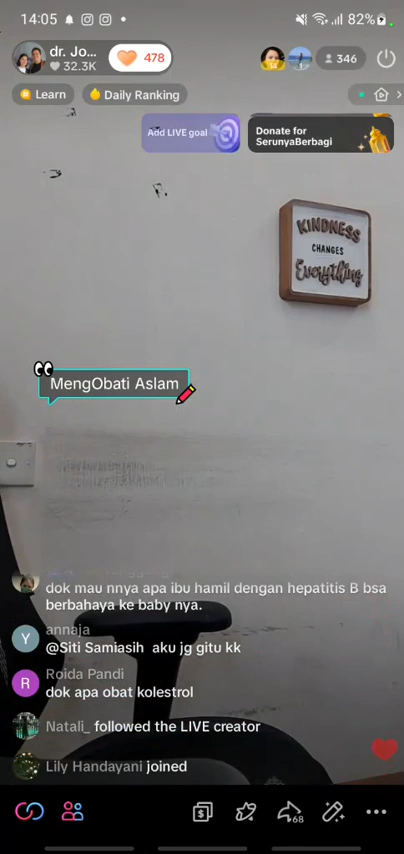 14:05
82%
dr. Jo...
32.3K
478
346
Learn
Daily Ranking
Add LIVE goal
Donate for
SerunyaBerbagi
KINDNESS
CHANGES
Everything
MengObati Aslam
dok mau nnya apa ibu hamil dengan hepatitis B bsa
berbahaya ke baby nya.
annaja
Y
@Siti Samiasih aku jg gitu kk
Roida Pandi
R
dok apa obat kolestrol
Natali_ followed the LIVE creator
Lily Handayani joined
68